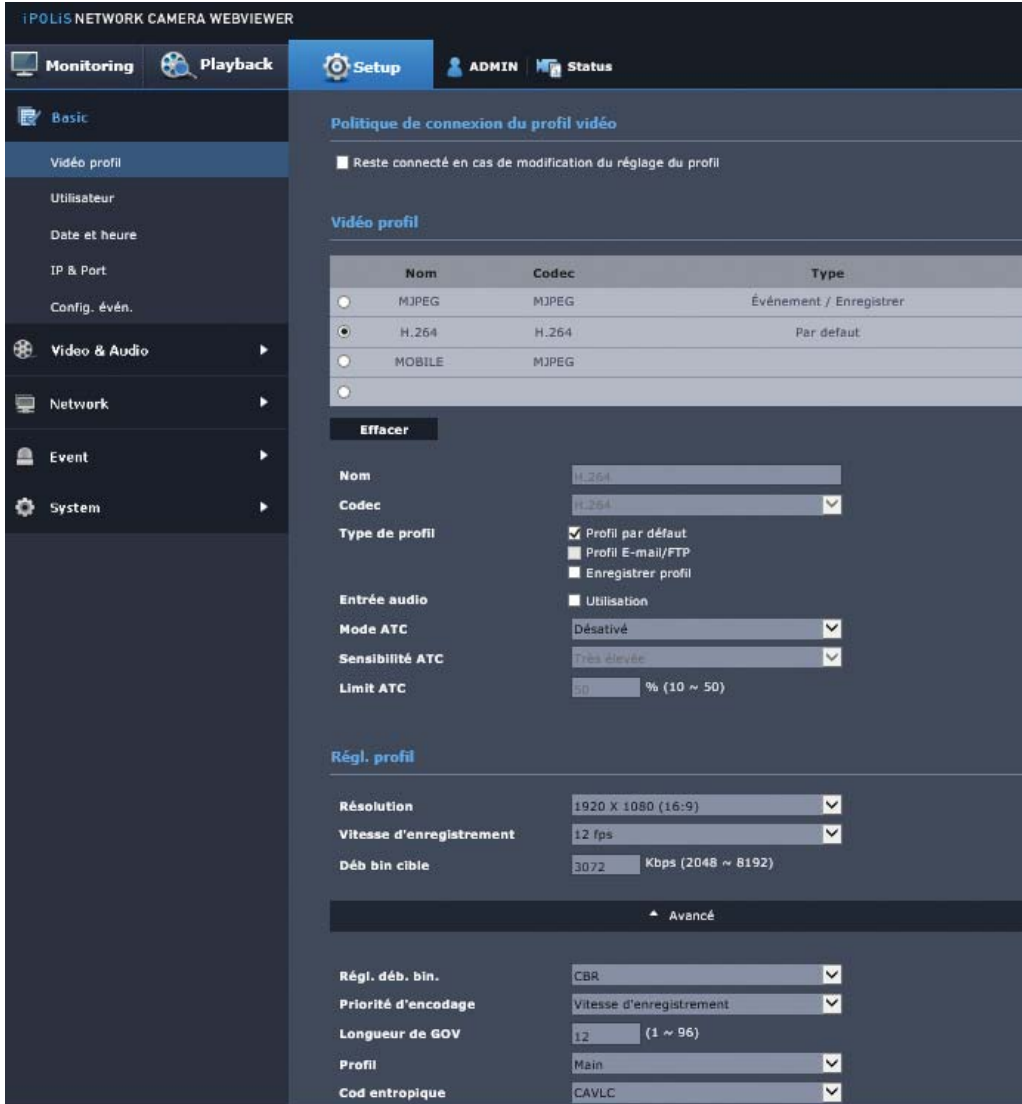 iPOLiS NETWORK CAMERA WEBVIEWER
Monitoring Playback Setup ADMIN Status
Basic
Vidéo profil
Utilisateur
Date et heure
IP & Port
Config. évén.
Video & Audio
Network
Event
System
Politique de connexion du profil vidéo
Reste connecté en cas de modification du réglage du profil
Vidéo profil
Nom Codec Type
MJPEG MJPEG Événement / Enregistrer
H.264 H.264 Par defaut
MOBILE MJPEG
Effacer
Nom H.264
Codec H.264
Type de profil Profil par défaut
Profil E-mail/FTP
Enregistrer profil
Entrée audio Utilisation
Mode ATC Désativé
Sensibilité ATC Très élevée
Limit ATC 50 % (10 ~ 50)
Régl. profil
Résolution 1920 X 1080 (16:9)
Vitesse d'enregistrement 12 fps
Déb bin cible 3072 Kbps (2048 ~ 8192)
Avancé
Régl. déb. bin. CBR
Priorité d'encodage Vitesse d'enregistrement
Longueur de GOV 12 (1 ~ 96)
Profil Main
Cod entropique CAVLC